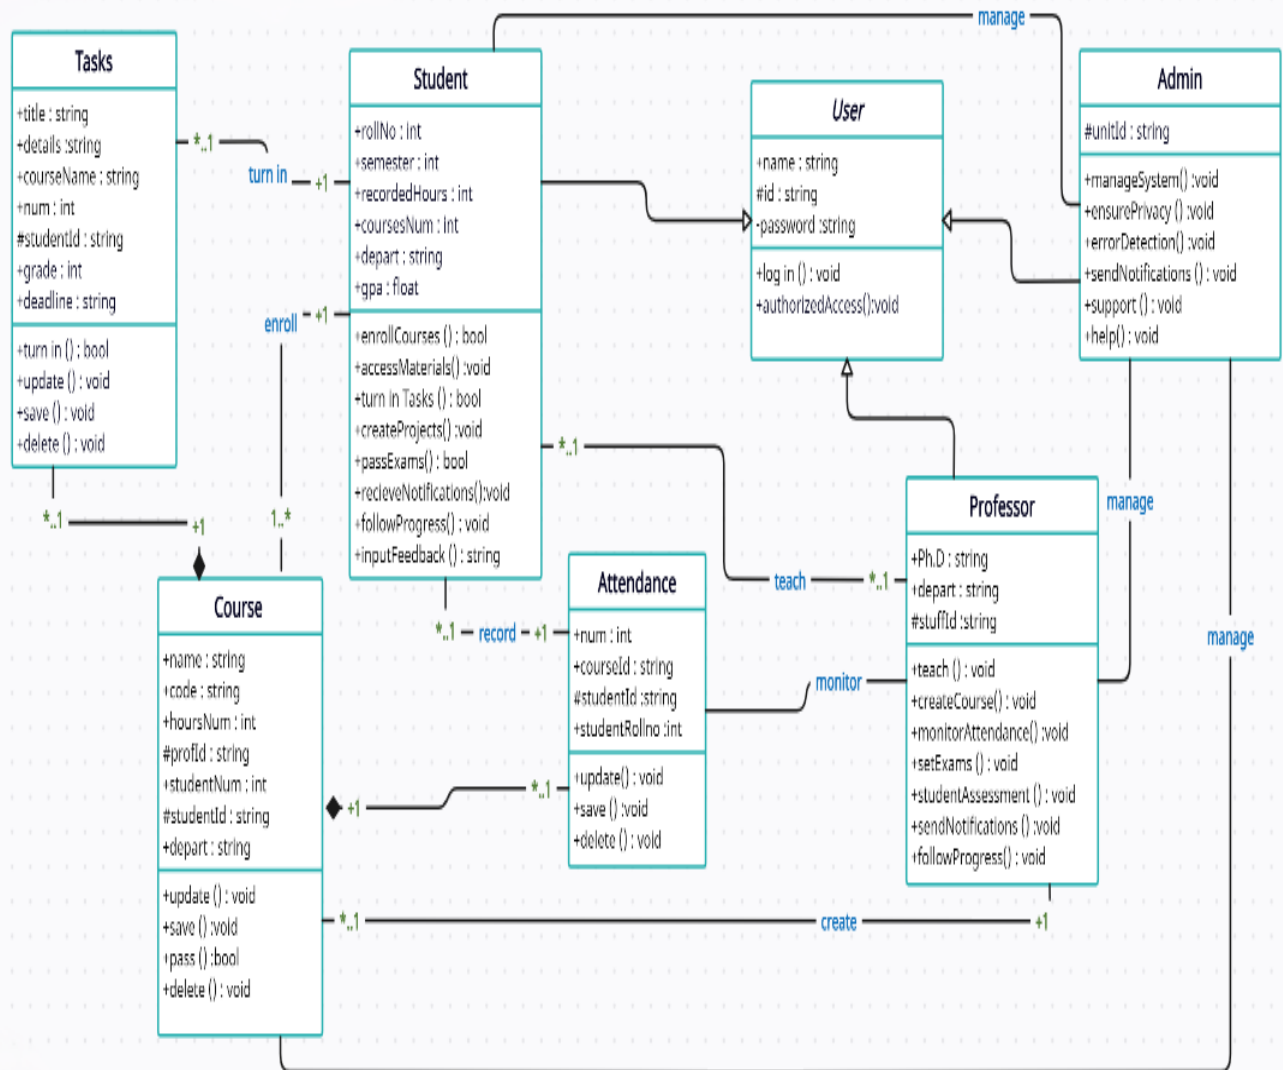 Tasks
+title : string
+details :string
+courseName : string
+num : int
#studentId : string
+grade : int
+deadline : string
+turn in () : bool
+update () : void
+save () : void
+delete () : void
*..1
turn in
+1
enroll
+1
1..*
*..1
+1
Student
+rollNo : int
+semester : int
+recordedHours : int
+coursesNum : int
+depart : string
+gpa : float
+enrollCourses () : bool
+accessMaterials() :void
+turn in Tasks () : bool
+createProjects() :void
+passExams() : bool
+recieveNotifications():void
+followProgress() : void
+inputFeedback () : string
manage
User
+name : string
#id : string
-password :string
+log in () : void
+authorizedAccess():void
Admin
#unitId : string
+manageSystem() :void
+ensurePrivacy () :void
+errorDetection() :void
+sendNotifications () : void
+support () : void
+help() : void
*..1
teach
*..1
manage
manage
Professor
+Ph.D : string
+depart : string
#stuffId :string
+teach () : void
+createCourse() : void
+monitorAttendance() :void
+setExams () : void
+studentAssessment () : void
+sendNotifications () :void
+followProgress() : void
*..1
record
+1
Attendance
+num : int
+courseId : string
#studentId :string
+studentRollno :int
+update() : void
+save () :void
+delete () : void
monitor
Course
+name : string
+code : string
+hoursNum : int
#profId : string
+studentNum : int
#studentId : string
+depart : string
+update () : void
+save () :void
+pass () :bool
+delete () : void
+1
*..1
*..1
create
+1